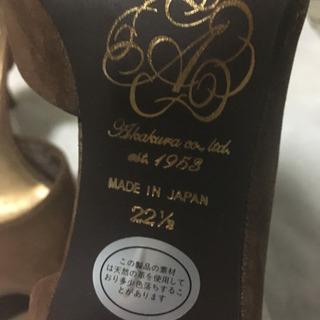 Akakura co., ltd.
est. 1953
MADE IN JAPAN
22½
この製品の素材
は天然の革を使用して
おり多少色落ちするこ
とがあります